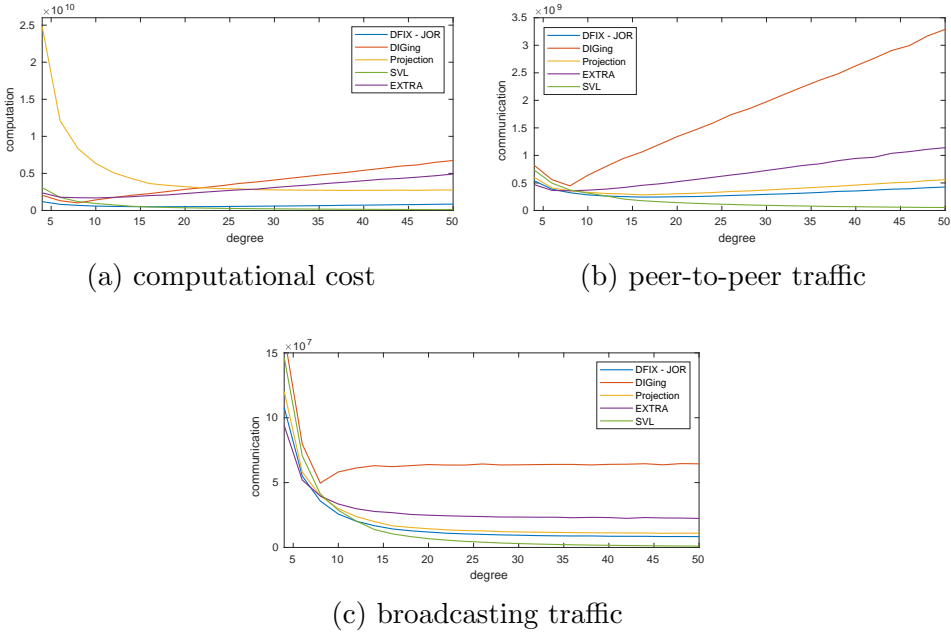 ×10^10
2.5
2
1.5
1
0.5
0
computation
5 10 15 20 25 30 35 40 45 50
degree
DFIX - JOR
DIGing
Projection
SVL
EXTRA
(a) computational cost
×10^9
3.5
3
2.5
2
1.5
1
0.5
0
communication
5 10 15 20 25 30 35 40 45 50
degree
DFIX - JOR
DIGing
Projection
EXTRA
SVL
(b) peer-to-peer traffic
×10^7
15
10
5
0
communication
5 10 15 20 25 30 35 40 45 50
degree
DFIX - JOR
DIGing
Projection
EXTRA
SVL
(c) broadcasting traffic